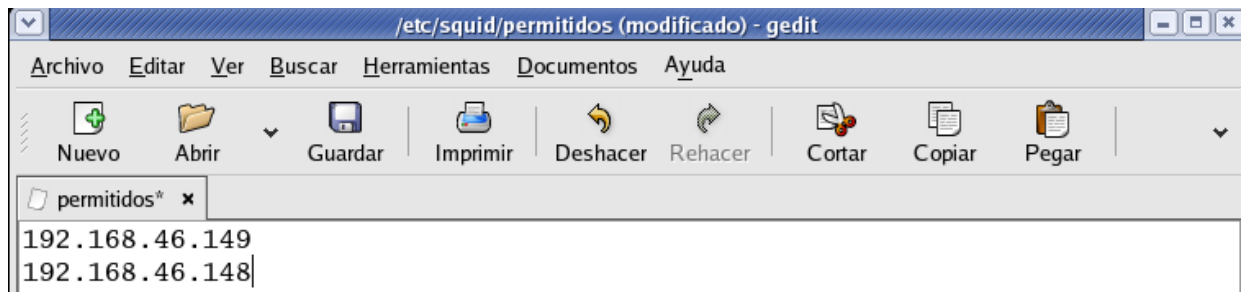 /etc/squid/permitidos (modificado) - gedit
Archivo Editar Ver Buscar Herramientas Documentos Ayuda
Nuevo Abrir Guardar Imprimir Deshacer Rehacer Cortar Copiar Pegar
permitidos*
192.168.46.149
192.168.46.148